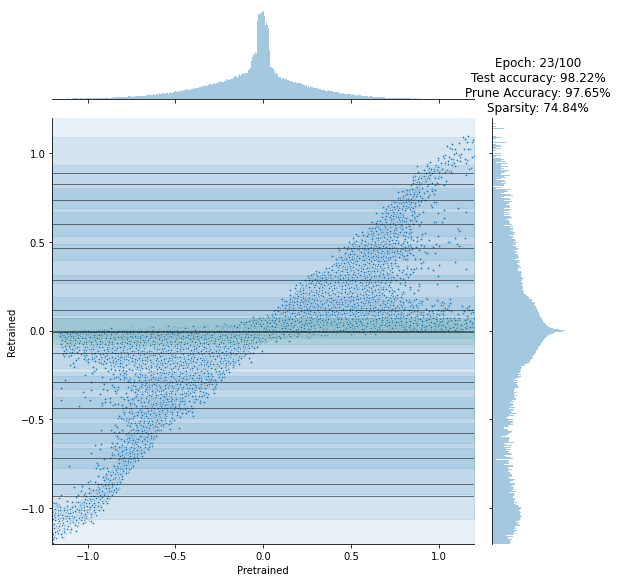 Epoch: 23/100
Test accuracy: 98.22%
Prune Accuracy: 97.65%
Sparsity: 74.84%
1.0
0.5
0.0
−0.5
−1.0
Retrained
−1.0
−0.5
0.0
0.5
1.0
Pretrained